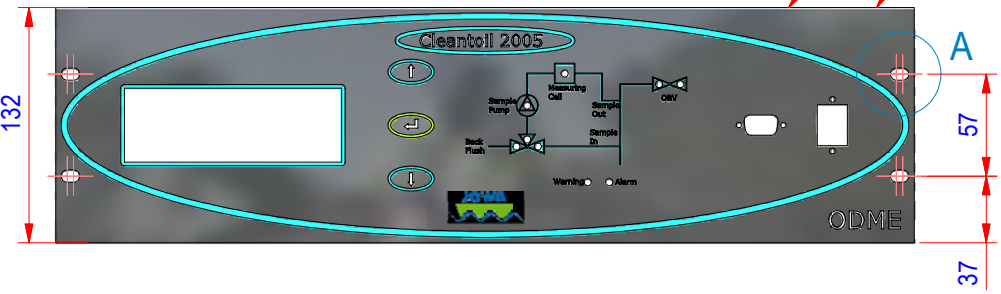 Cleantoil 2005
A
132
Measuring
Cell
Sample
Pump
Sample
Out
OBV
57
Back
Flush
Sample
In
Warning
Alarm
JOWA
ODME
37